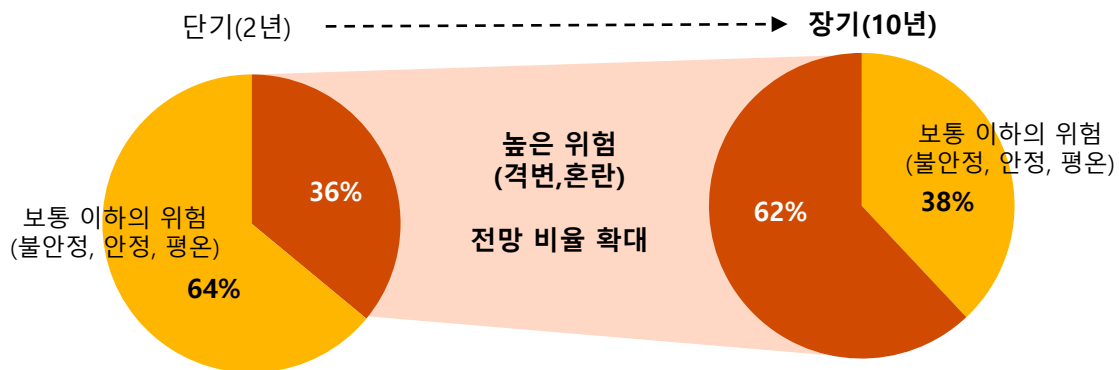 단기(2년)
장기(10년)
보통 이하의 위험
(불안정, 안정, 평온)
64%
36%
높은 위험
(격변,혼란)
전망 비율 확대
62%
보통 이하의 위험
(불안정, 안정, 평온)
38%